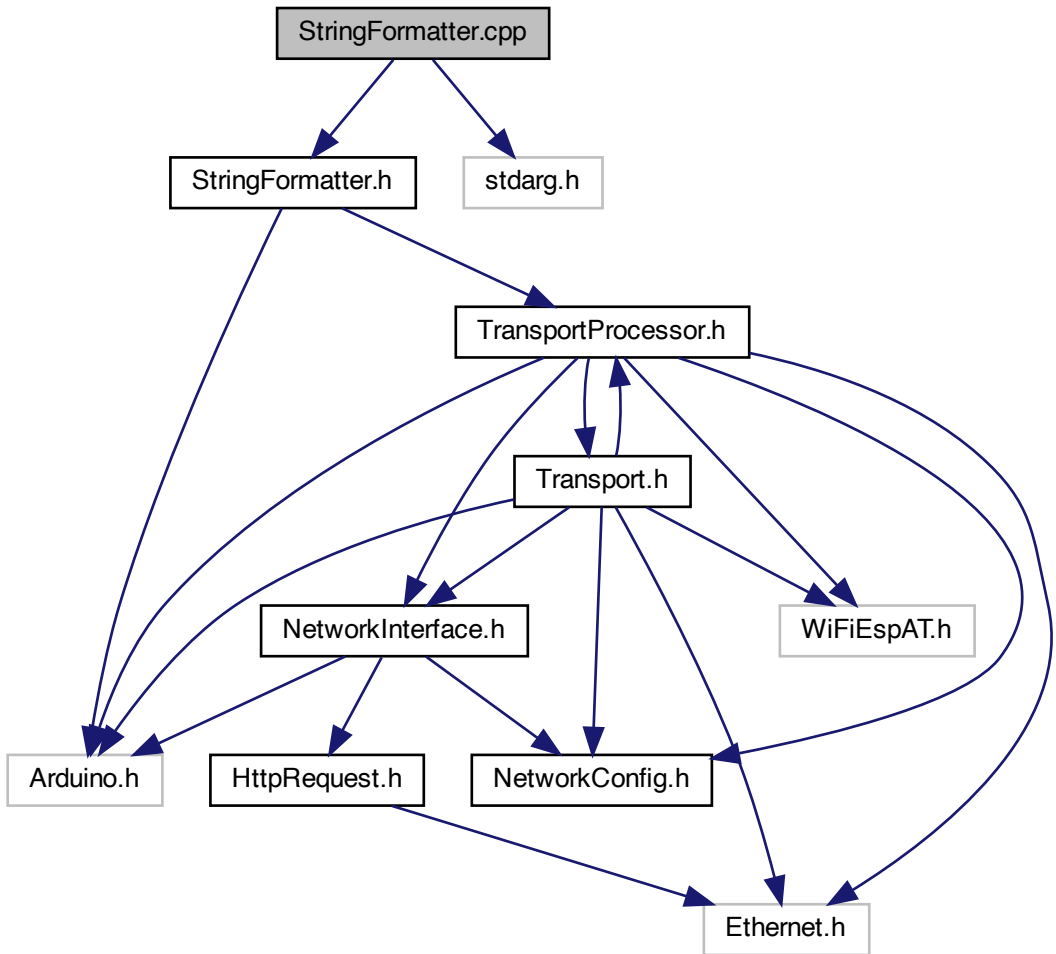 StringFormatter.cpp
StringFormatter.h
stdarg.h
TransportProcessor.h
Transport.h
NetworkInterface.h
WiFiEspAT.h
Arduino.h
HttpRequest.h
NetworkConfig.h
Ethernet.h